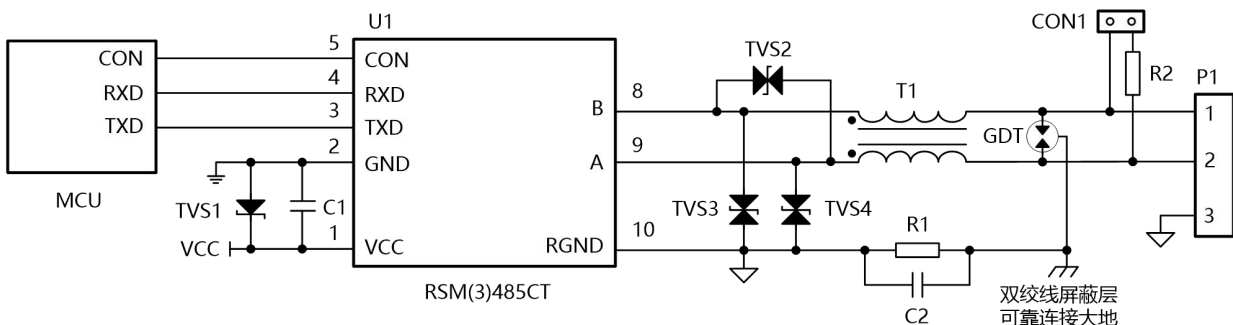 U1
CON1
CON
5
CON
TVS2
R2
P1
RXD
4
RXD
8
T1
TXD
3
TXD
B
1
GDT
2
GND
9
A
2
MCU
TVS1
C1
TVS3
TVS4
3
VCC
1
VCC
RGND
10
R1
RSM(3)485CT
C2
双绞线屏蔽层
可靠连接大地